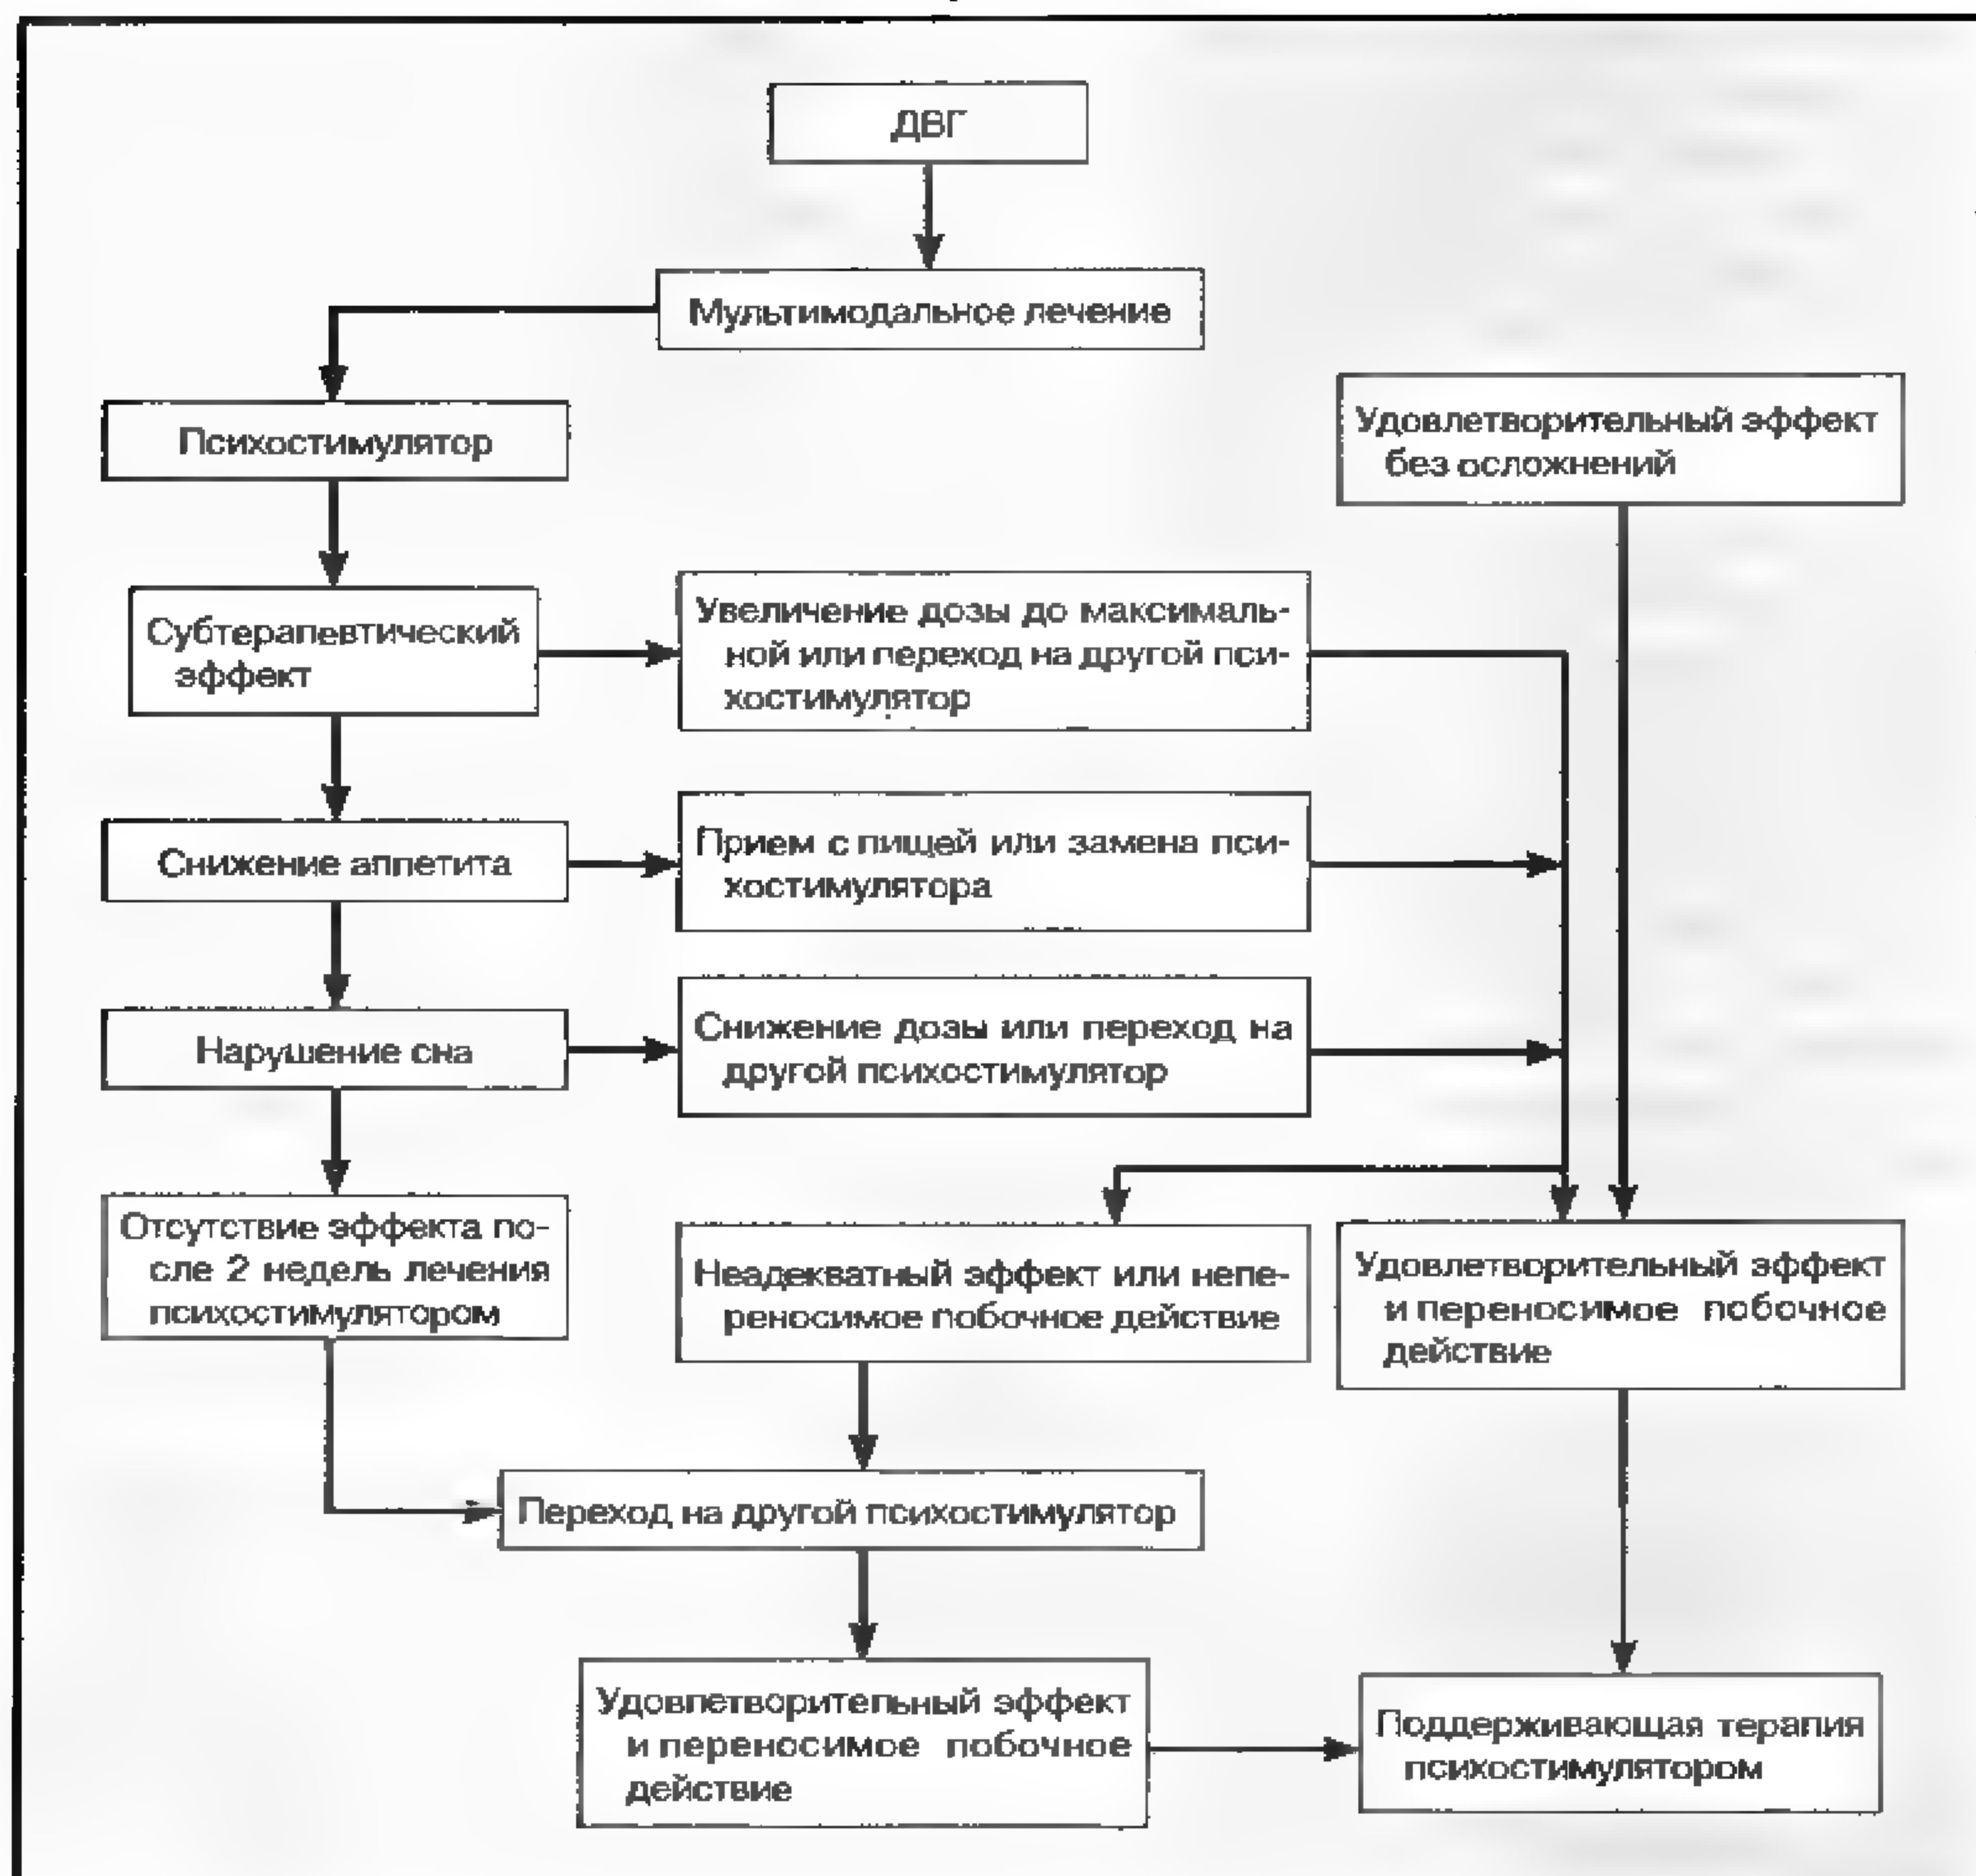 ДВГ
Мультимодальное лечение
Психостимулятор
Удовлетворительный эффект
без осложнений
Субтерапевтический
эффект
Увеличение дозы до максималь-
ной или переход на другой пси-
хостимулятор
Снижение аппетита
Прием с пищей или замена пси-
хостимулятора
Нарушение сна
Снижение дозы или переход на
другой психостимулятор
Отсутствие эффекта по-
сле 2 недель лечения
психостимулятором
Неадекватный эффект или непе-
реносимое побочное действие
Удовлетворительный эффект
и переносимое побочное
действие
Переход на другой психостимулятор
Удовлетворительный эффект
и переносимое побочное
действие
Поддерживающая терапия
психостимулятором